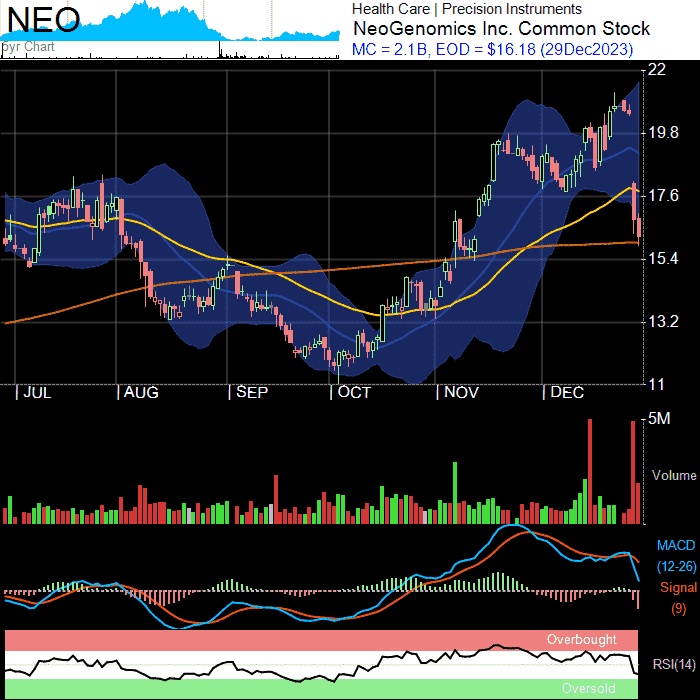 NEO
Health Care | Precision Instruments
NeoGenomics Inc. Common Stock
5yr Chart
MC = 2.1B, EOD = $16.18 (29Dec2023)
22
19.8
17.6
15.4
13.2
11
| JUL | AUG | SEP | OCT | NOV | DEC
5M
Volume
MACD
(12-26)
Signal
(9)
Overbought
RSI(14)
Oversold